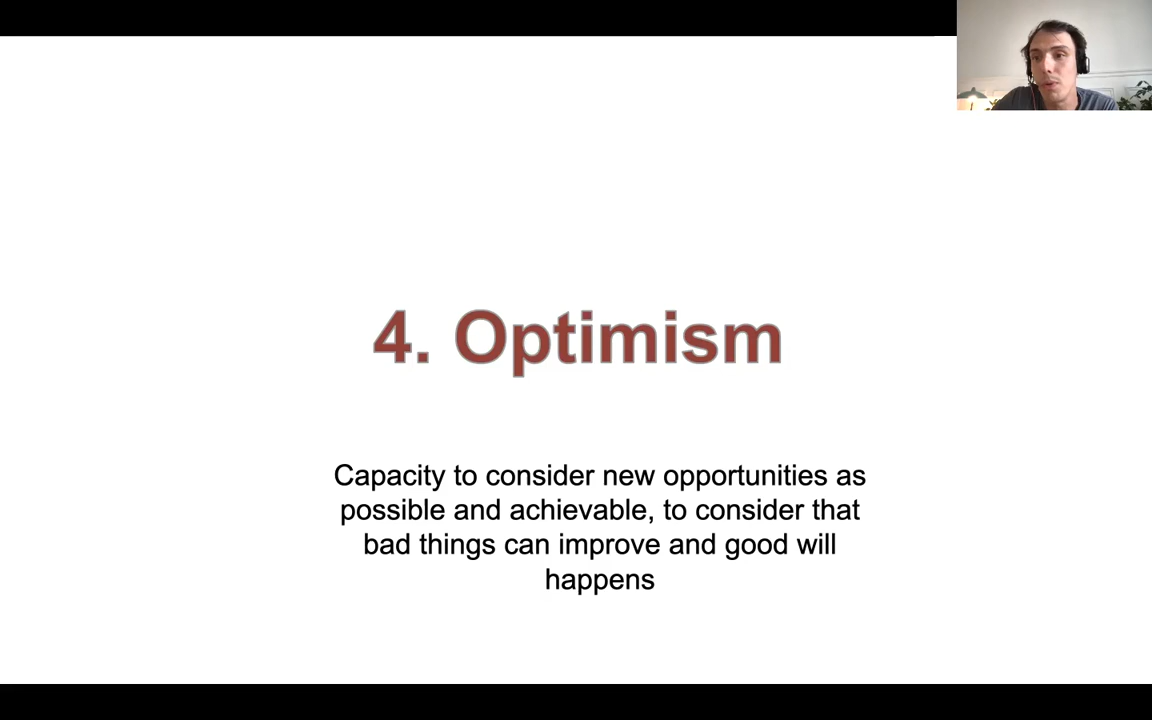 4. Optimism
Capacity to consider new opportunities as
possible and achievable, to consider that
bad things can improve and good will
happens